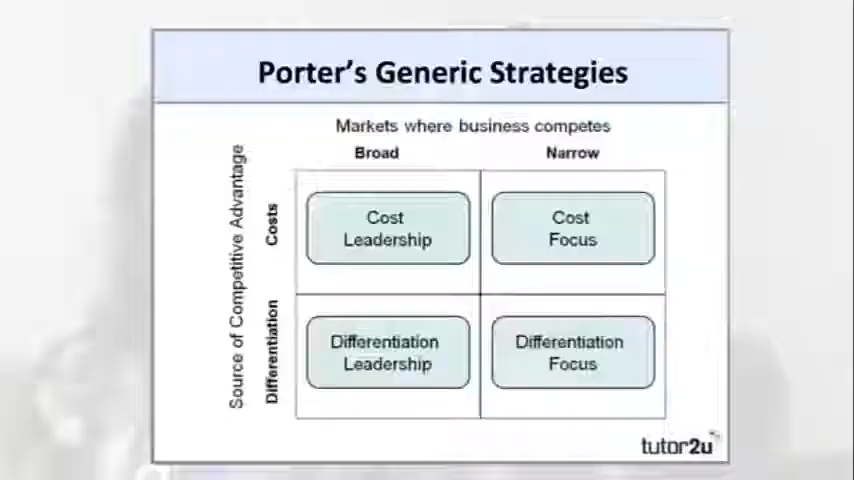 Porter's Generic Strategies
Markets where business competes
Broad
Narrow
Source of Competitive Advantage
Costs
Cost
Leadership
Cost
Focus
Differentiation
Differentiation
Leadership
Differentiation
Focus
tutor2u